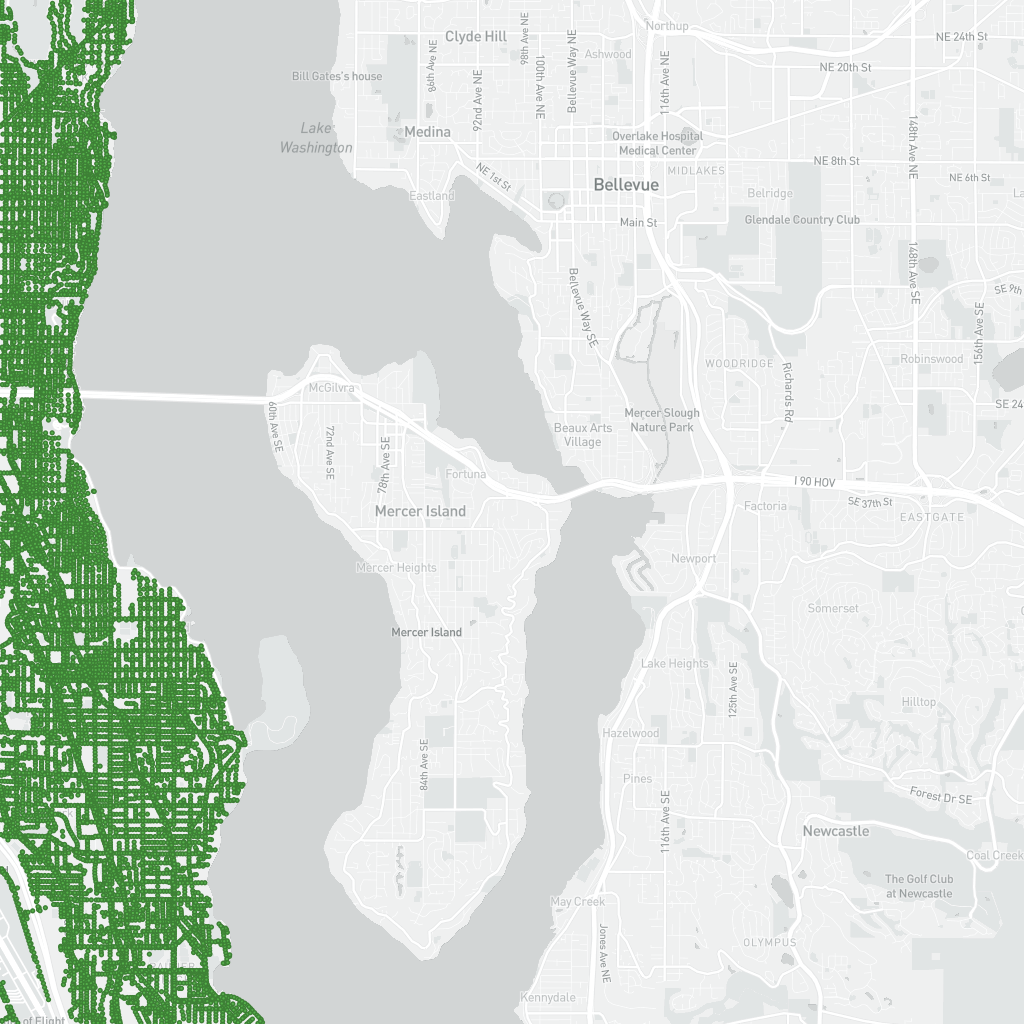 Clyde Hill
Northup
NE 24th St
98th Ave NE
86th Ave NE
Bellevue Way NE
Ashwood
NE 20th St
Bill Gates's house
92nd Ave NE
100th Ave NE
116th Ave NE
Lake
Washington
Medina
Overlake Hospital
Medical Center
148th Ave NE
NE 8th St
NE 1st St
MIDLAKES
NE 6th St
Bellevue
Eastland
Belridge
Main St
Glendale Country Club
148th Ave SE
SE 9th
Bellevue Way SE
156th Ave SE
WOODRIDGE
Robinswood
McGilvra
Richards Rd
60th Ave SE
SE 24
Mercer Slough
Nature Park
Beaux Arts
Village
72nd Ave SE
78th Ave SE
Fortuna
I 90 HOV
SE 37th St
Mercer Island
Factoria
EASTGATE
Mercer Heights
Newport
Somerset
Mercer Island
Lake Heights
125th Ave SE
Hilltop
Hazelwood
84th Ave SE
Pines
Forest Dr SE
116th Ave SE
Newcastle
Coal Creek
The Golf Club
at Newcastle
May Creek
Jones Ave NE
OLYMPUS
Kennydale
of Flight